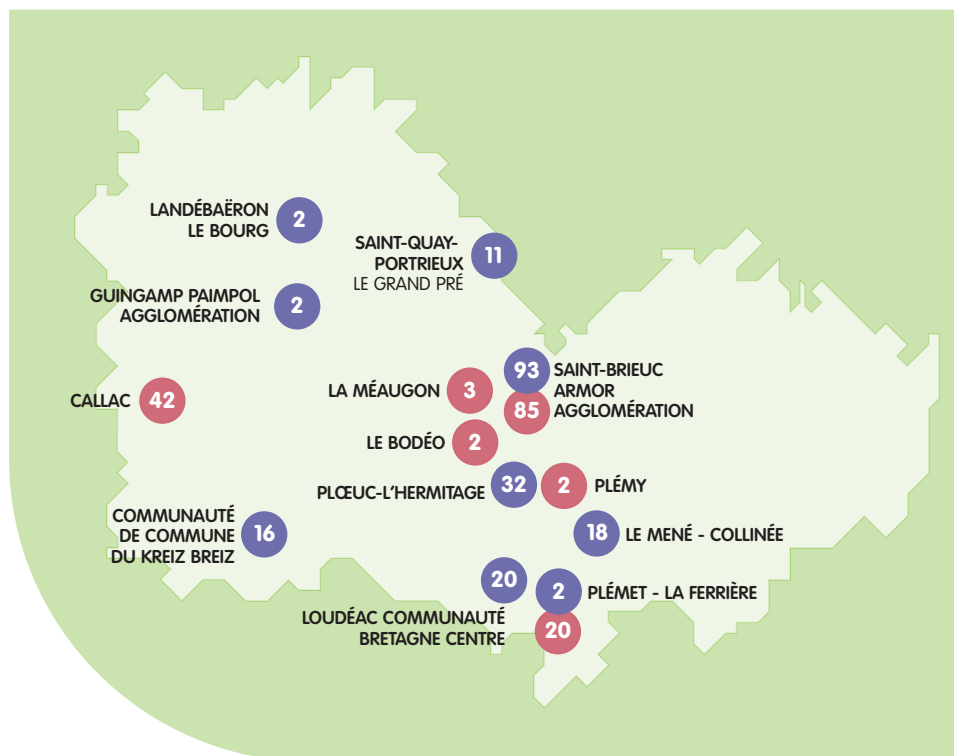 LANDÉBAËRON
LE BOURG
2
SAINT-QUAY-
PORTRIEUX
LE GRAND PRÉ
11
GUINGAMP PAIMPOL
AGGLOMÉRATION
2
CALLAC
42
LA MÉAUGON
3
93
85
SAINT-BRIEUC
ARMOR
AGGLOMÉRATION
LE BODÉO
2
PLŒUC-L'HERMITAGE
32
2
PLÉMY
COMMUNAUTÉ
DE COMMUNE
DU KREIZ BREIZ
16
18
LE MENÉ - COLLINÉE
20
2
PLÉMET - LA FERRIÈRE
LOUDÉAC COMMUNAUTÉ
BRETAGNE CENTRE
20